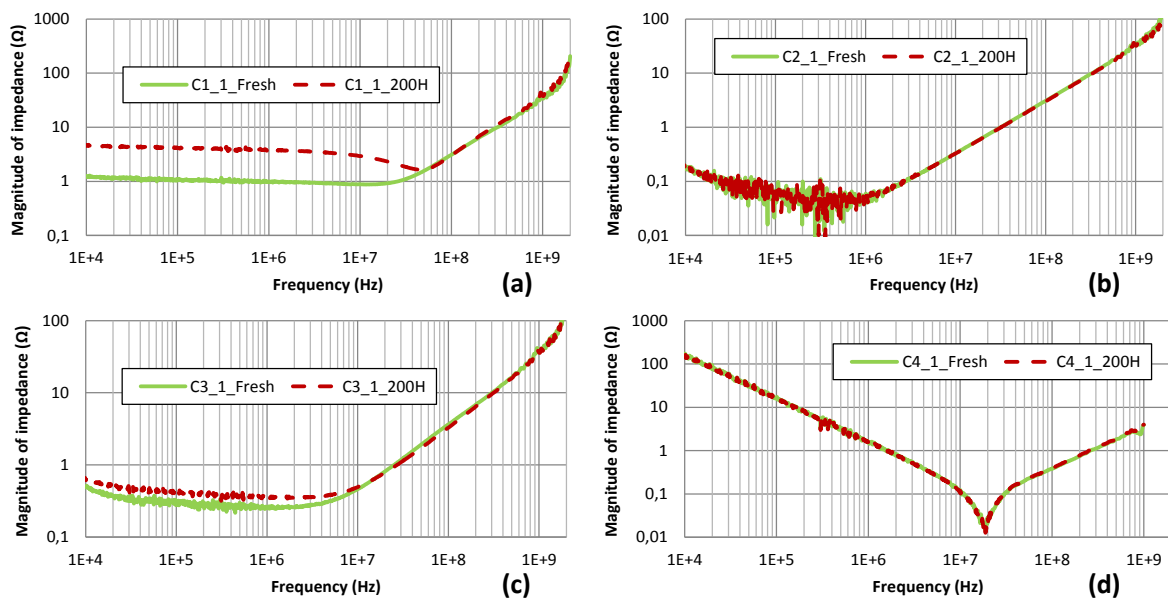 1000
100
10
1
0,1
Magnitude of impedance (Ω)
C1_1_Fresh C1_1_200H
1E+4 1E+5 1E+6 1E+7 1E+8 1E+9
Frequency (Hz)
(a)
100
10
1
0,1
0,01
Magnitude of impedance (Ω)
C2_1_Fresh C2_1_200H
1E+4 1E+5 1E+6 1E+7 1E+8 1E+9
Frequency (Hz)
(b)
100
10
1
0,1
Magnitude of impedance (Ω)
C3_1_Fresh C3_1_200H
1E+4 1E+5 1E+6 1E+7 1E+8 1E+9
Frequency (Hz)
(c)
1000
100
10
1
0,1
0,01
Magnitude of impedance (Ω)
C4_1_Fresh C4_1_200H
1E+4 1E+5 1E+6 1E+7 1E+8 1E+9
Frequency (Hz)
(d)